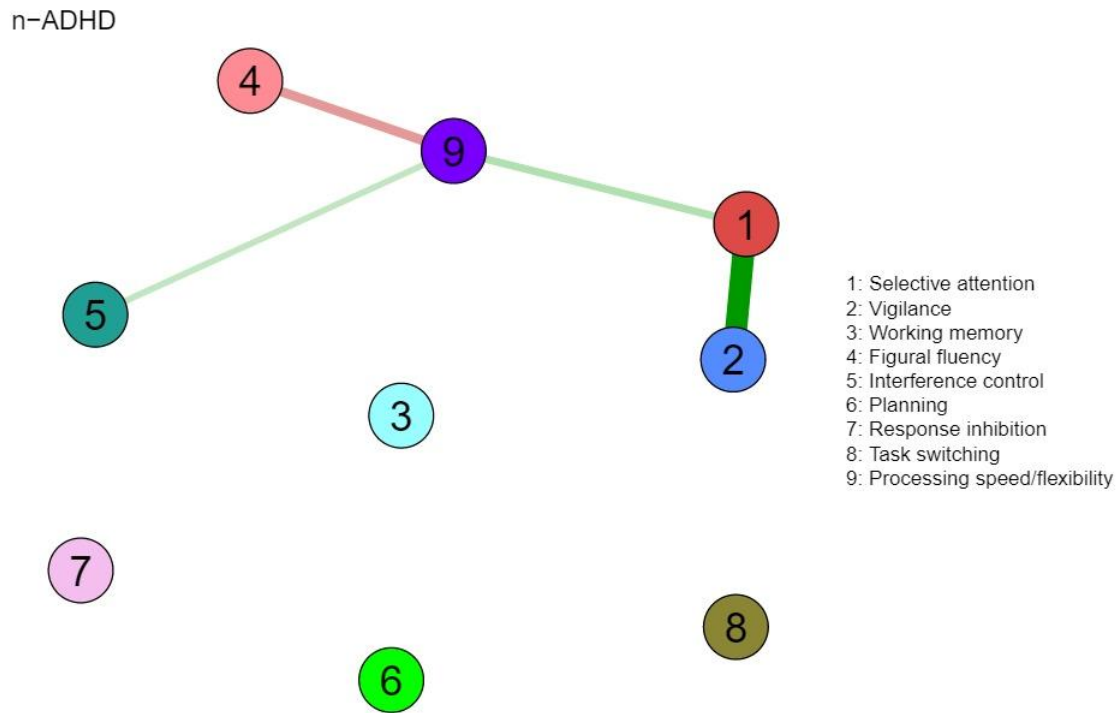 n−ADHD
4
9
1
5
2
3
7
8
6
1: Selective attention
2: Vigilance
3: Working memory
4: Figural fluency
5: Interference control
6: Planning
7: Response inhibition
8: Task switching
9: Processing speed/flexibility